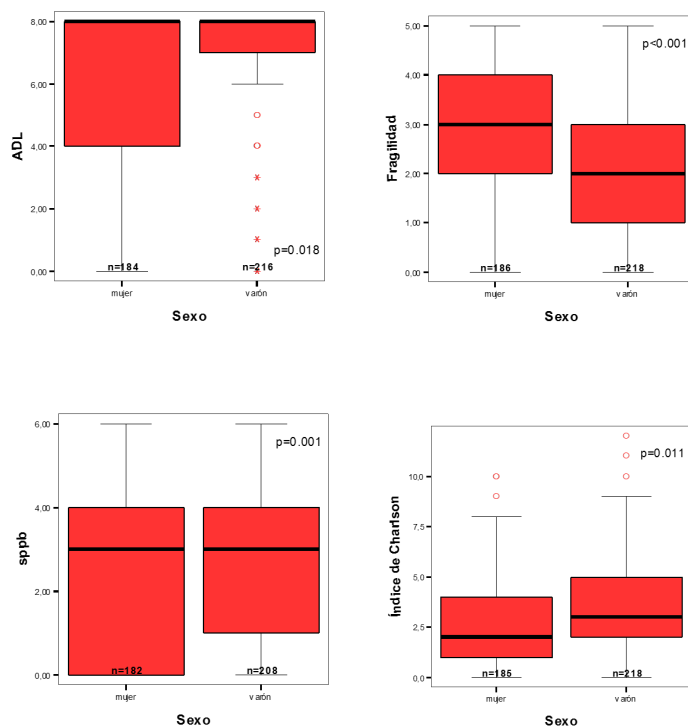 8,00
6,00
4,00
2,00
0,00
ADL
p=0.018
n=184
n=216
mujer
varón
Sexo
5,00
4,00
3,00
2,00
1,00
0,00
Fragilidad
p<0.001
n=186
n=218
mujer
varón
Sexo
6,00
4,00
2,00
0,00
sppb
p=0.001
n=182
n=208
mujer
varón
Sexo
10,0
7,5
5,0
2,5
0,0
Índice de Charlson
p=0.011
n=185
n=218
mujer
varón
Sexo